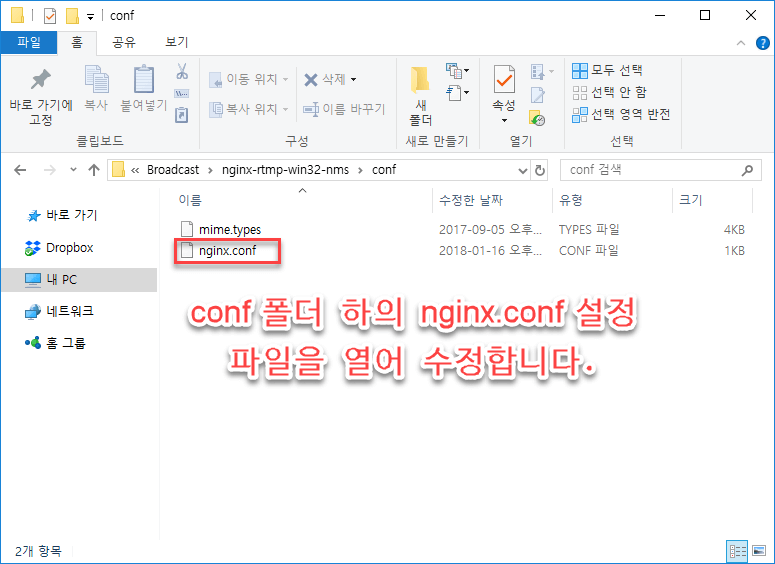 conf
파일 홈 공유 보기
바로 가기에
고정
복사
붙여넣기
클립보드
이동 위치
복사 위치
삭제
이름 바꾸기
구성
새
폴더
새로 만들기
속성
열기
모두 선택
선택 안 함
선택 영역 반전
선택
« Broadcast > nginx-rtmp-win32-nms > conf
conf 검색
이름 수정한 날짜 유형 크기
바로 가기
Dropbox
내 PC
네트워크
홈 그룹
mime.types 2017-09-05 오후... TYPES 파일 4KB
nginx.conf 2018-01-16 오후... CONF 파일 1KB
conf 폴더 하의 nginx.conf 설정
파일을 열어 수정합니다.
2개 항목